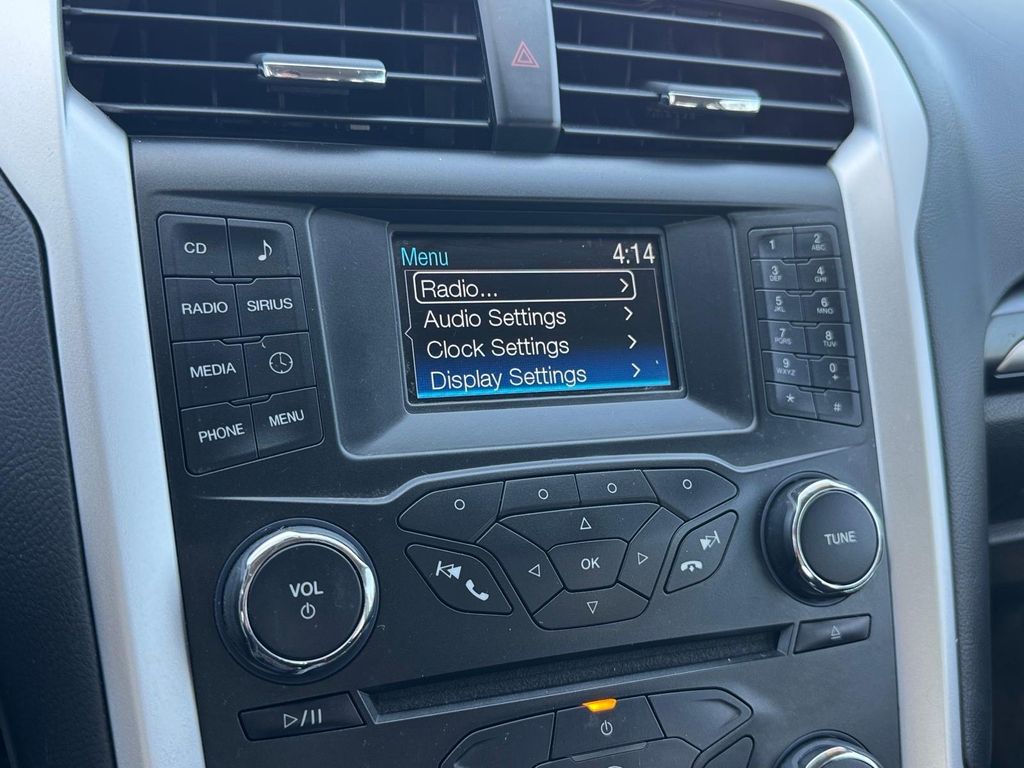 Menu 4:14
Radio... >
Audio Settings >
Clock Settings >
Display Settings >
CD
RADIO SIRIUS
MEDIA
PHONE MENU
1 2 ABC
3 DEF 4 GHI
5 JKL 6 MNO
7 PQRS 8 TUV
9 WXYZ 0 +
* #
OK
VOL
TUNE